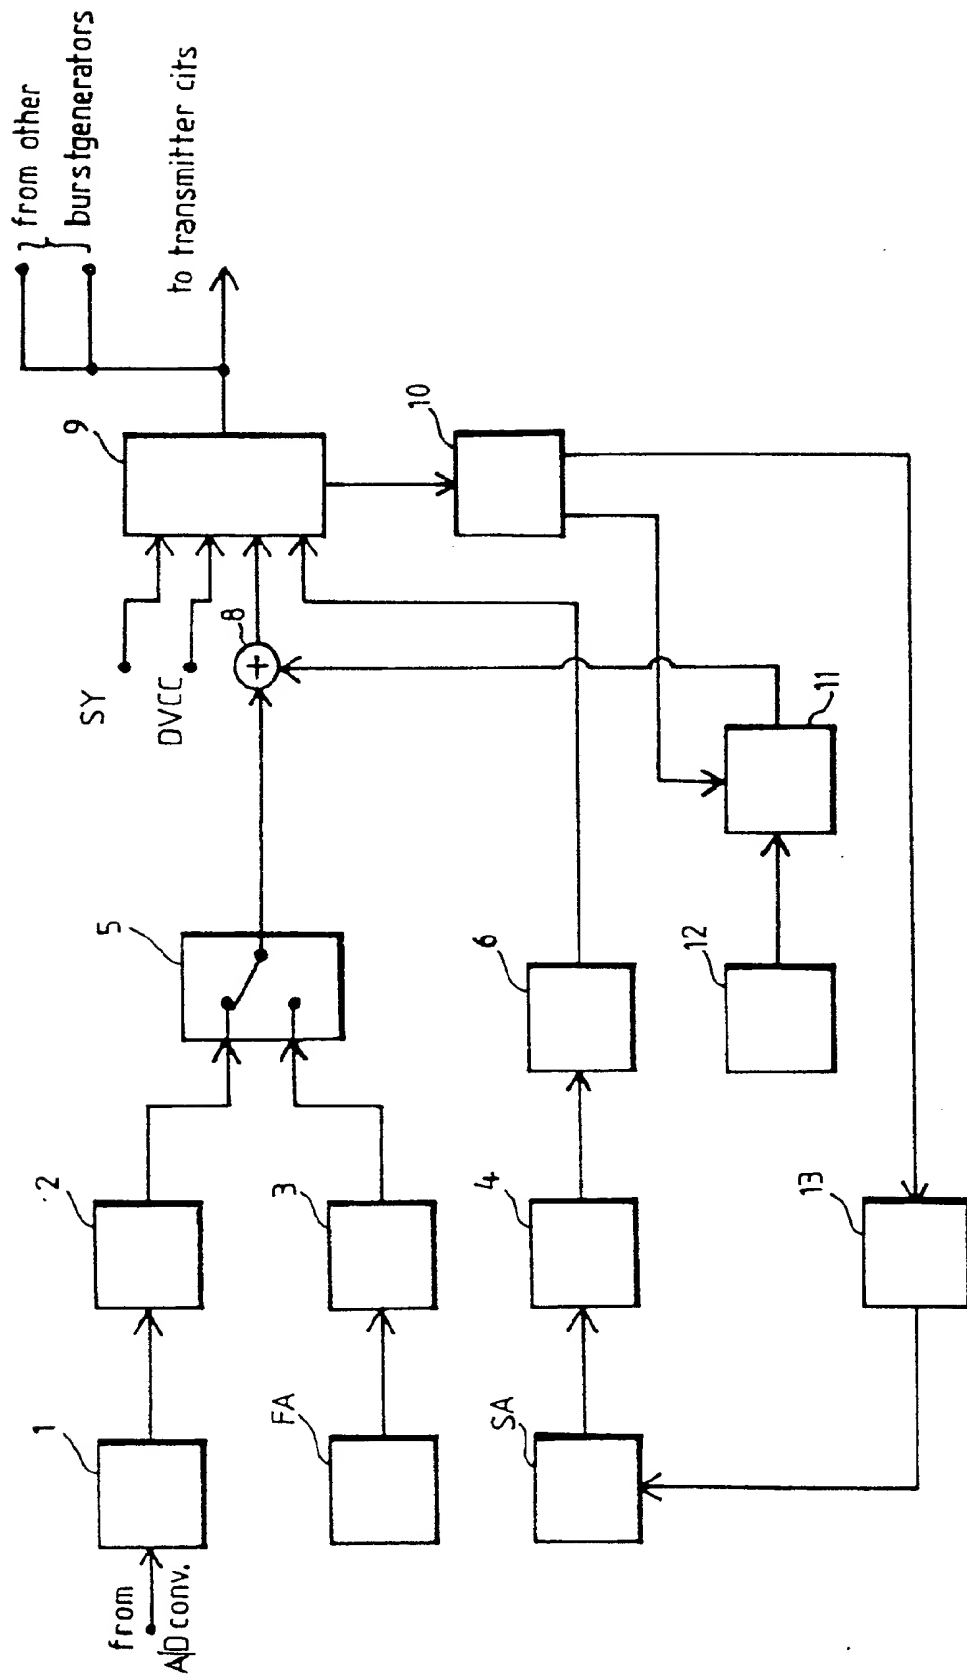 from other
burstgenerators
to transmitter cits
9
10
SY
DVCC
8
11
5
6
12
2
3
4
13
1
FA
SA
from
A/D conv.
+